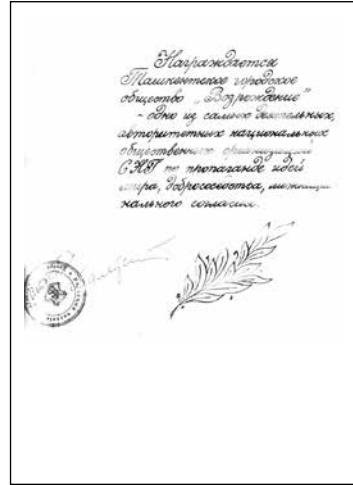 Награждается
Ташкентское городское
общество „Возрождение"
- одно из самых деятельных,
авторитетных национальных
общественных организаций
СНГ по пропаганде идей
мира, добрососедства, межнацио
нального согласия.